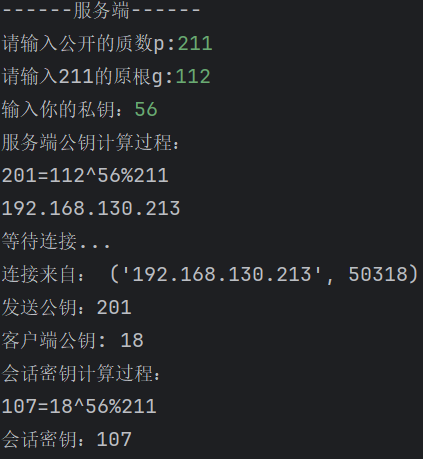 ------服务端------
请输入公开的质数p:211
请输入211的原根g:112
输入你的私钥：56
服务端公钥计算过程：
201=112^56%211
192.168.130.213
等待连接...
连接来自： ('192.168.130.213', 50318)
发送公钥：201
客户端公钥: 18
会话密钥计算过程：
107=18^56%211
会话密钥：107